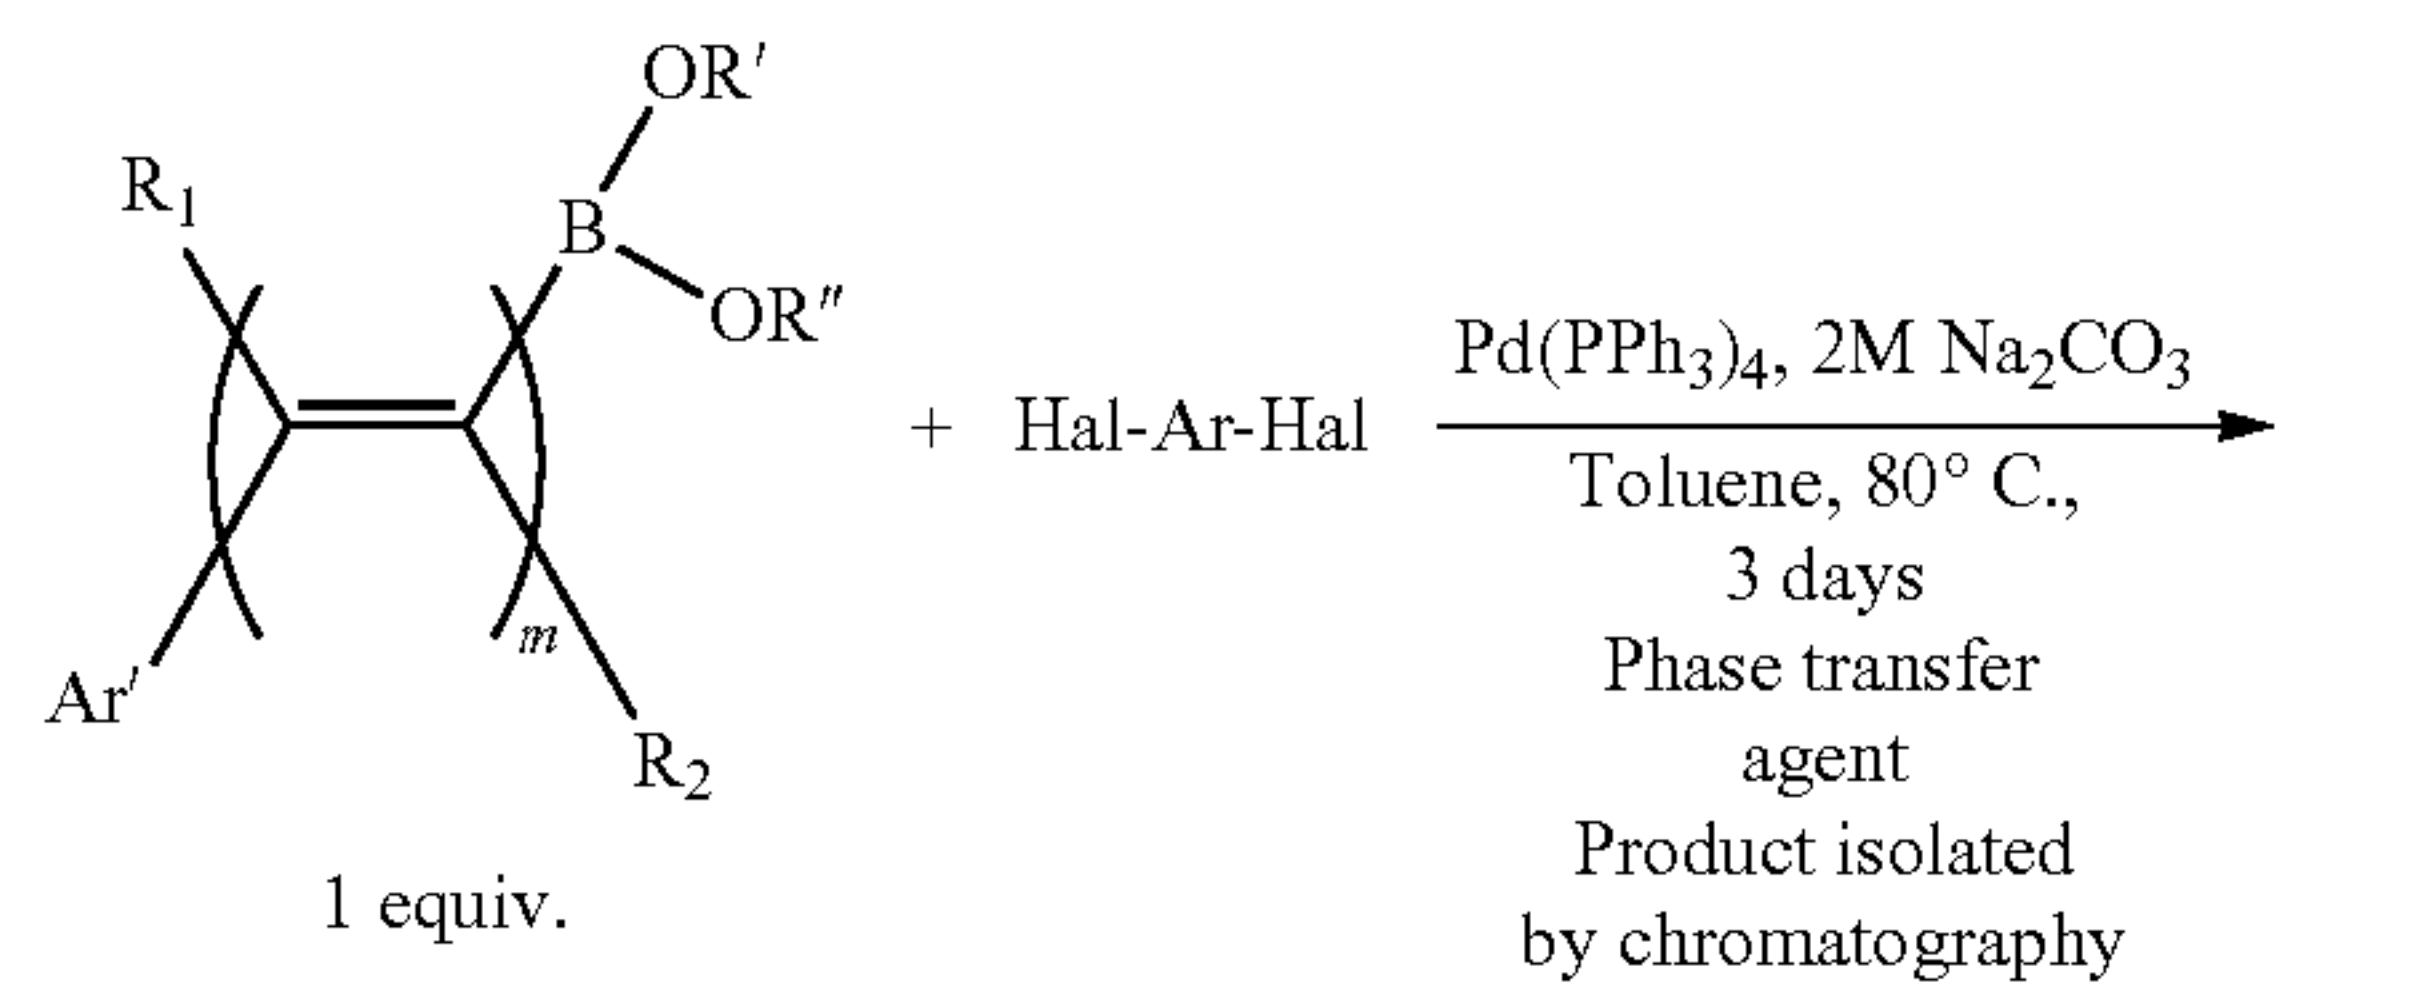 OR′
R1
B
OR″
Pd(PPh3)4, 2M Na2CO3
+ Hal-Ar-Hal
Toluene, 80° C.,
3 days
m
Ar′
Phase transfer
R2
agent
1 equiv.
Product isolated
by chromatography